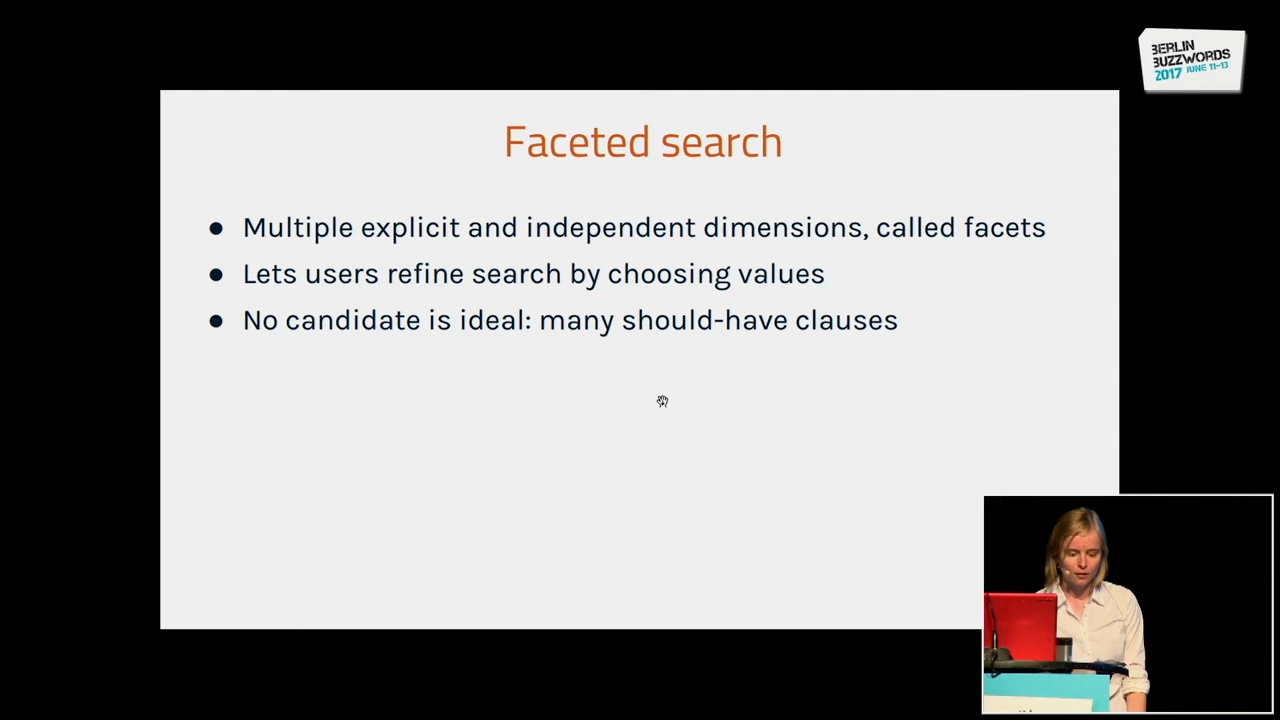 BERLIN
BUZZWORDS
2017 JUNE 11-13
Faceted search
● Multiple explicit and independent dimensions, called facets
● Lets users refine search by choosing values
● No candidate is ideal: many should-have clauses